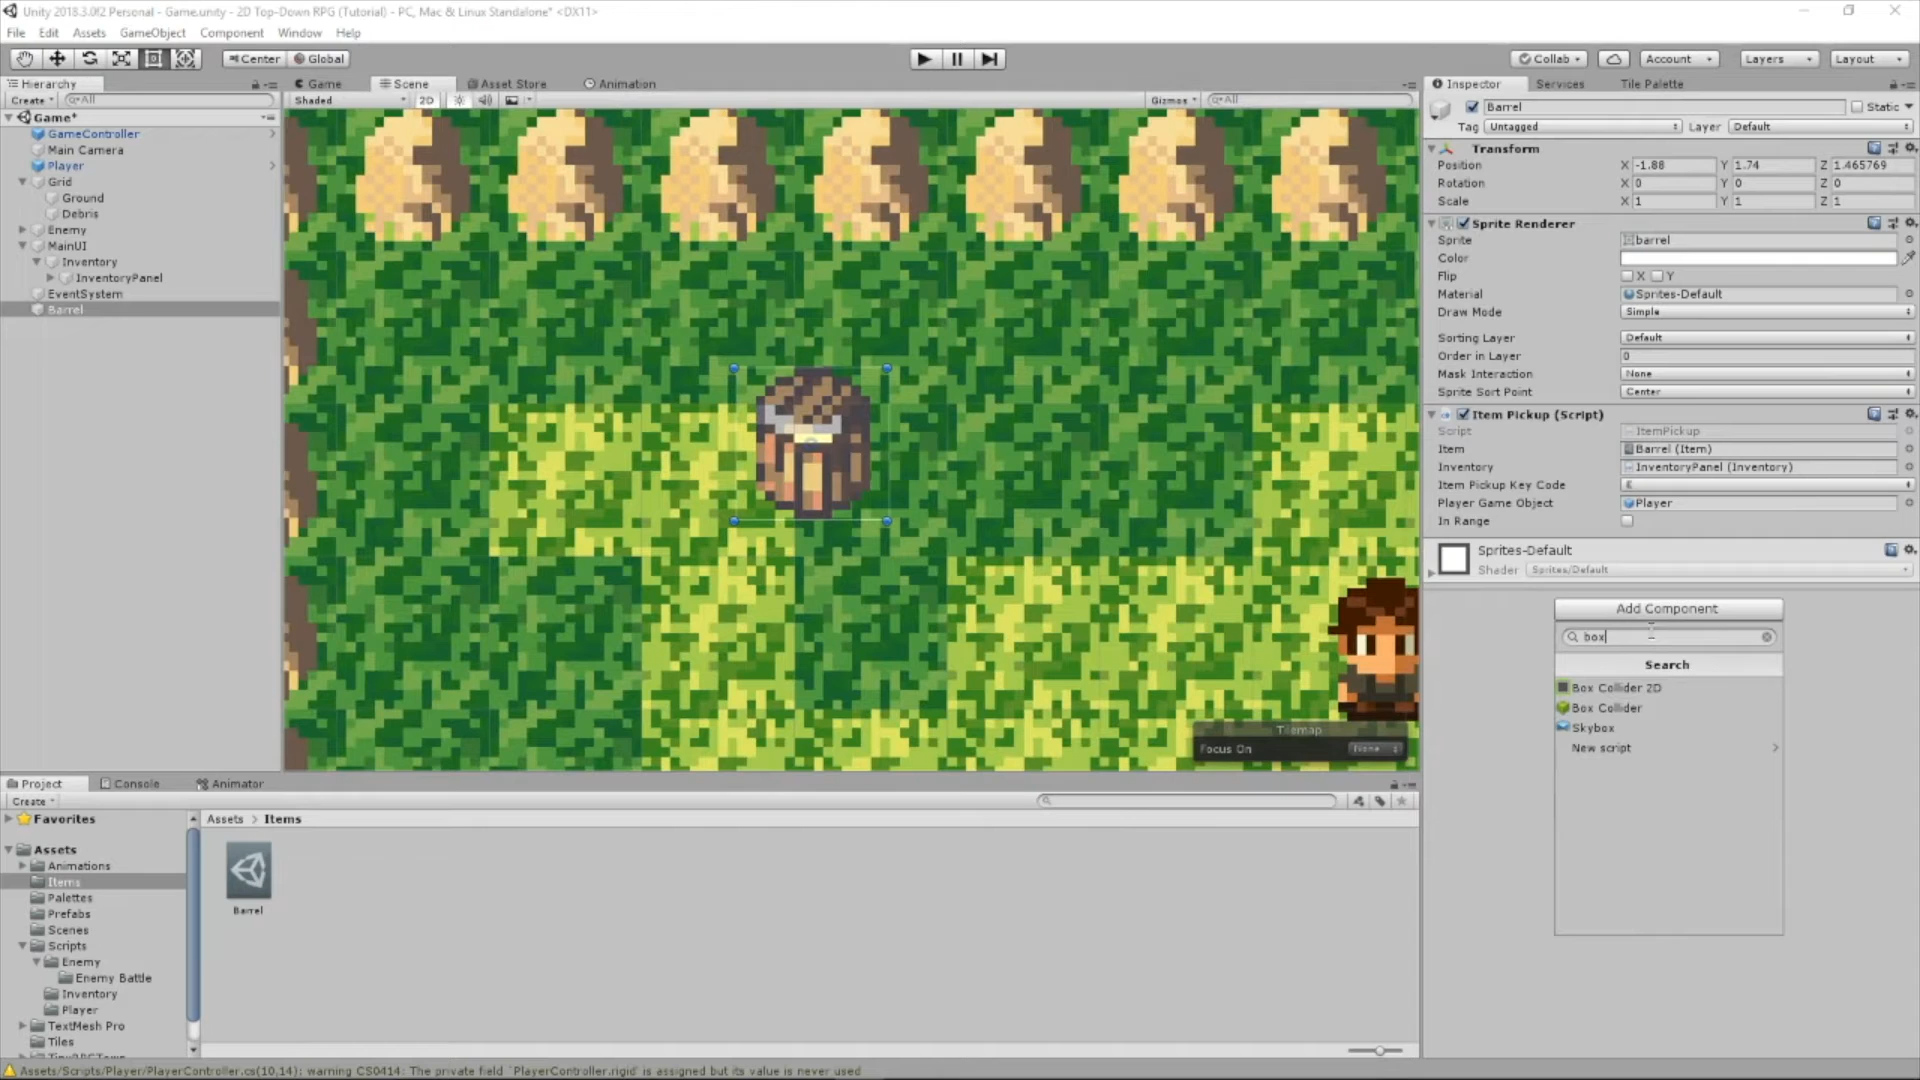 Unity 2018.3.0f2 Personal - Game.unity - 2D Top-Down RPG (Tutorial) - PC, Mac & Linux Standalone* <DX11>
File Edit Assets GameObject Component Window Help
Center Global Collab Account Layers Layout
Hierarchy
Create All
Game*
GameController
Main Camera
Player
Grid
Ground
Debris
Enemy
MainUI
Inventory
InventoryPanel
EventSystem
Barrel
Game Scene Asset Store Animation
Shaded 2D Gizmos All
Tilemap
Focus On None
Inspector Services Tile Palette
Barrel Static
Tag Untagged Layer Default
Transform
Position X -1.88 Y 1.74 Z 1.465769
Rotation X 0 Y 0 Z 0
Scale X 1 Y 1 Z 1
Sprite Renderer
Sprite barrel
Color
Flip X Y
Material Sprites-Default
Draw Mode Simple
Sorting Layer Default
Order in Layer 0
Mask Interaction None
Sprite Sort Point Center
Item Pickup (Script)
Script ItemPickup
Item Barrel (Item)
Inventory InventoryPanel (Inventory)
Item Pickup Key Code E
Player Game Object Player
In Range
Sprites-Default
Shader Sprites/Default
Add Component
box
Search
Box Collider 2D
Box Collider
Skybox
New script
Project Console Animator
Create
Favorites
Assets
Animations
Items
Palettes
Prefabs
Scenes
Scripts
Enemy
Enemy Battle
Inventory
Player
TextMesh Pro
Tiles
Assets > Items
Barrel
Assets/Scripts/Player/PlayerController.cs(10,14): warning CS0414: The private field `PlayerController.rigid' is assigned but its value is never used